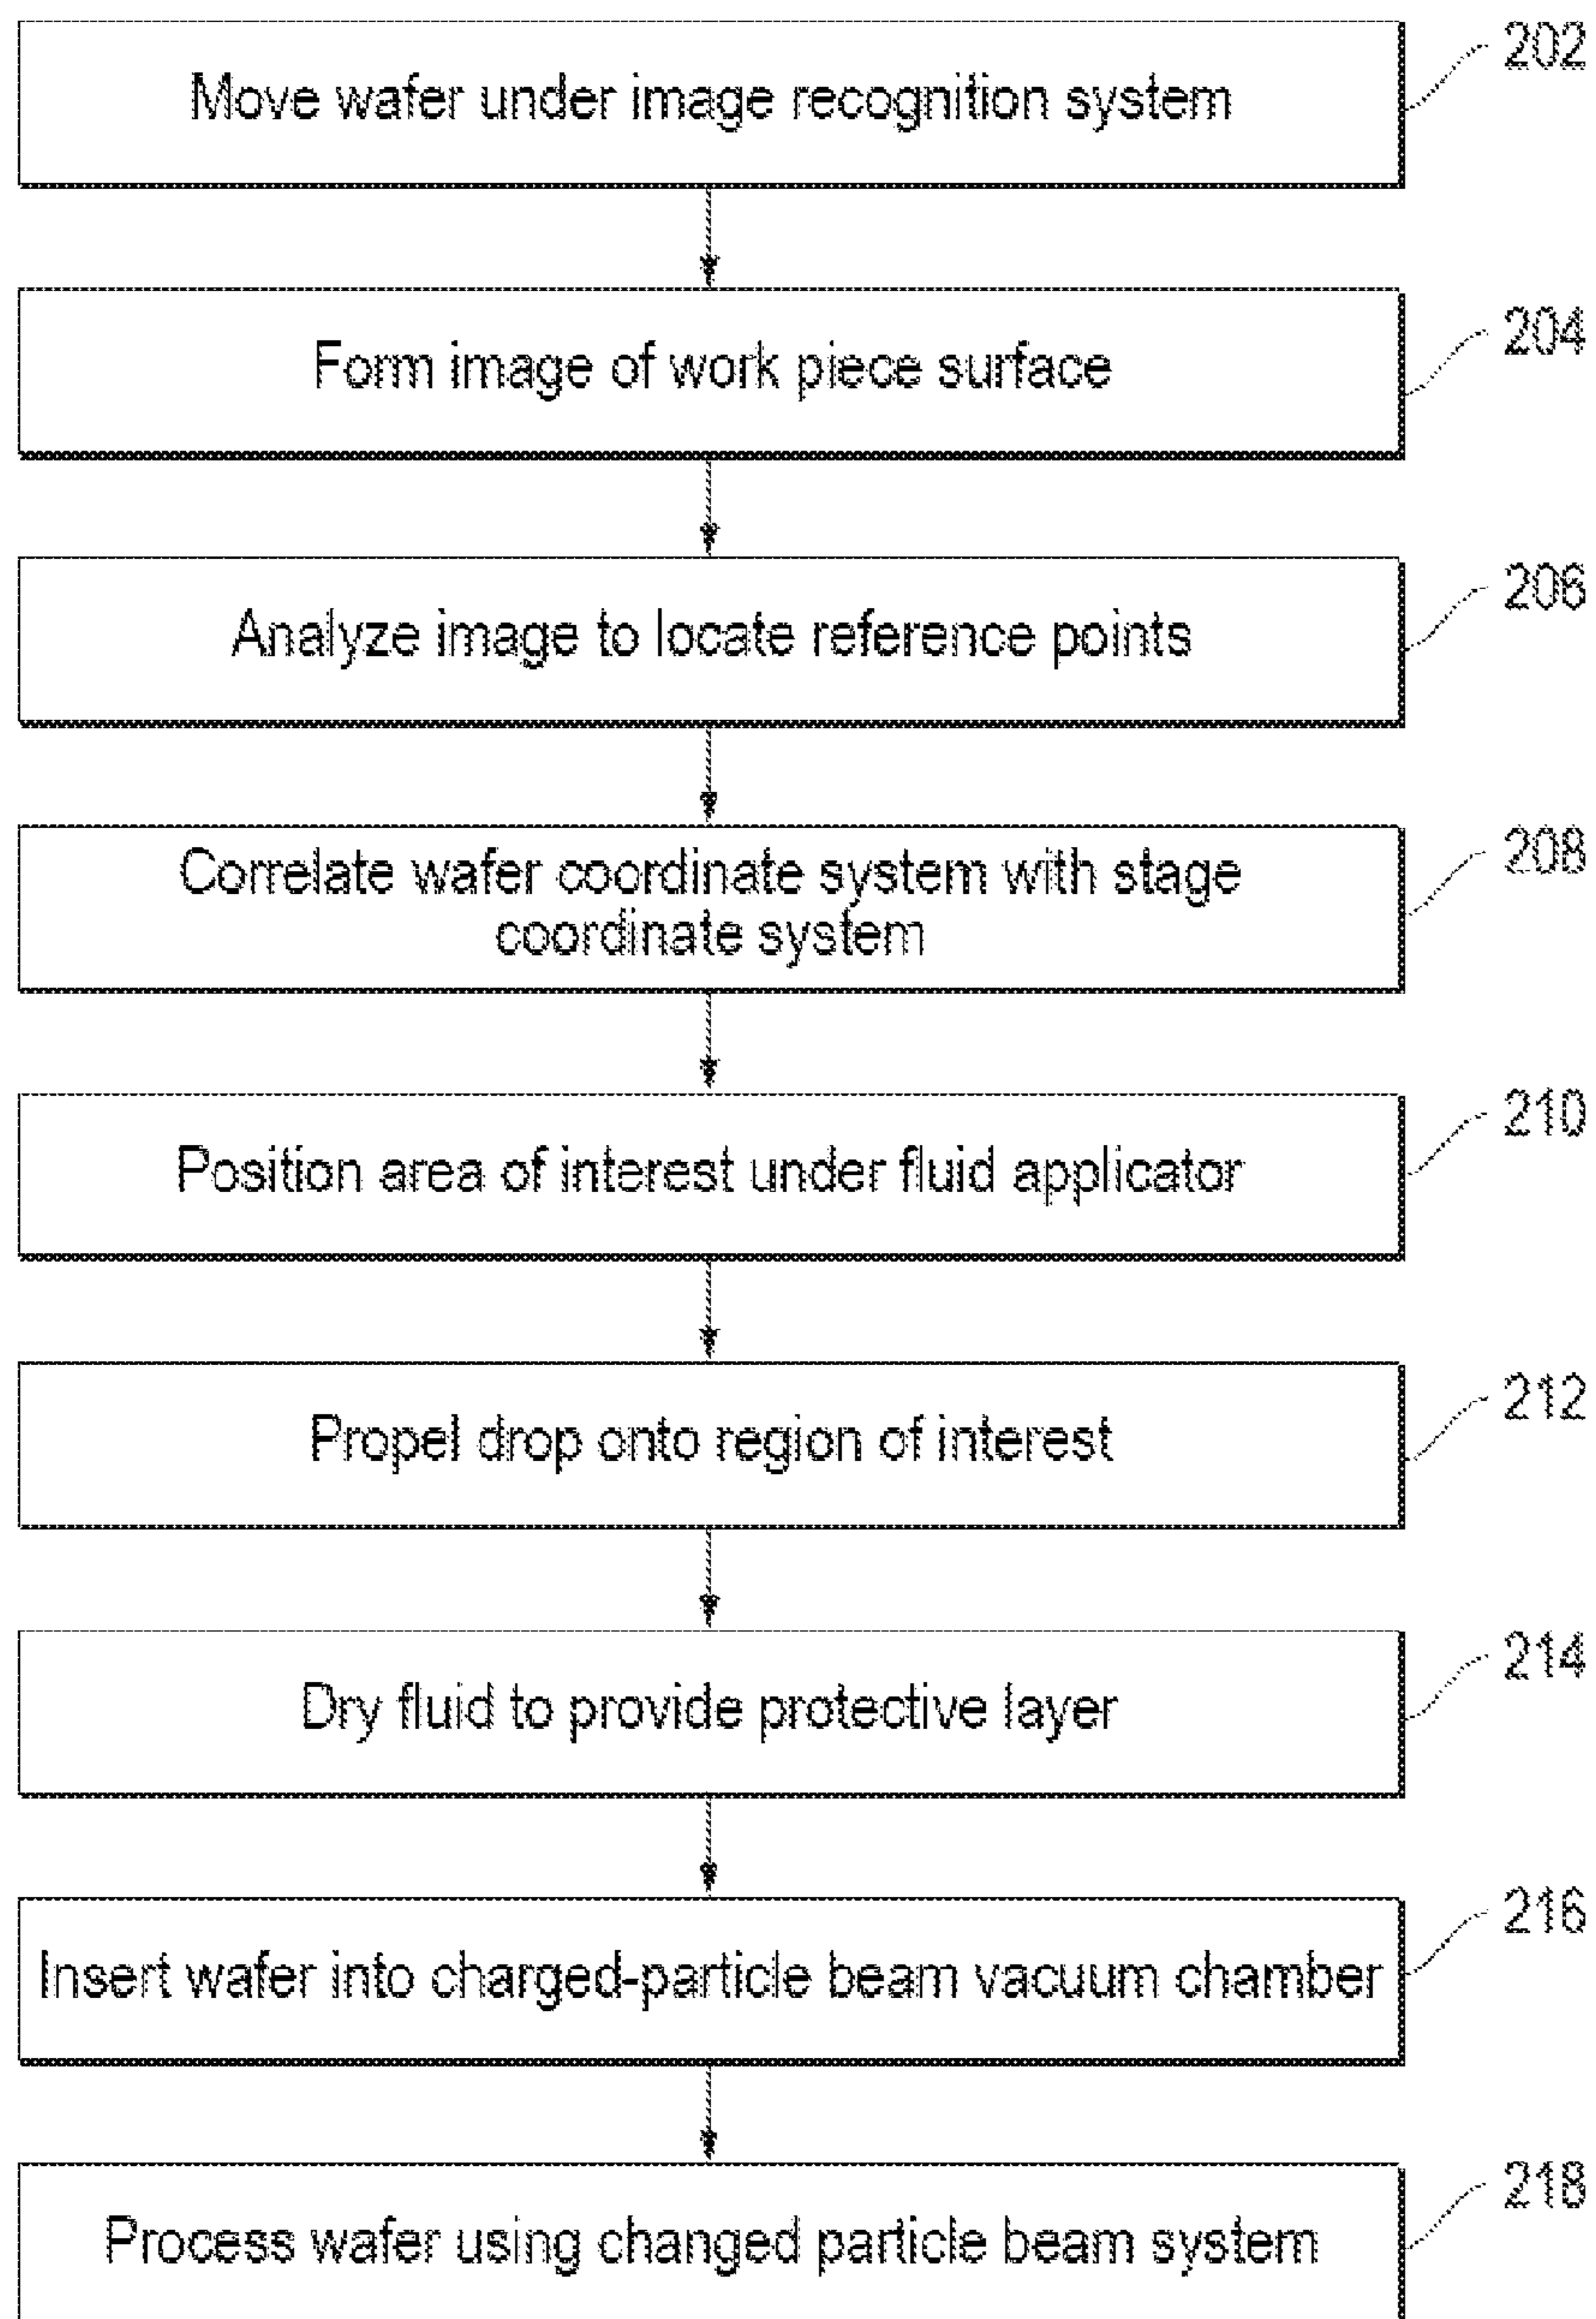 Move wafer under image recognition system
202
Form image of work piece surface
204
Analyze image to locate reference points
206
Correlate wafer coordinate system with stage
coordinate system
208
Position area of interest under fluid applicator
210
Propel drop onto region of interest
212
Dry fluid to provide protective layer
214
Insert wafer into charged-particle beam vacuum chamber
216
Process wafer using changed particle beam system
218